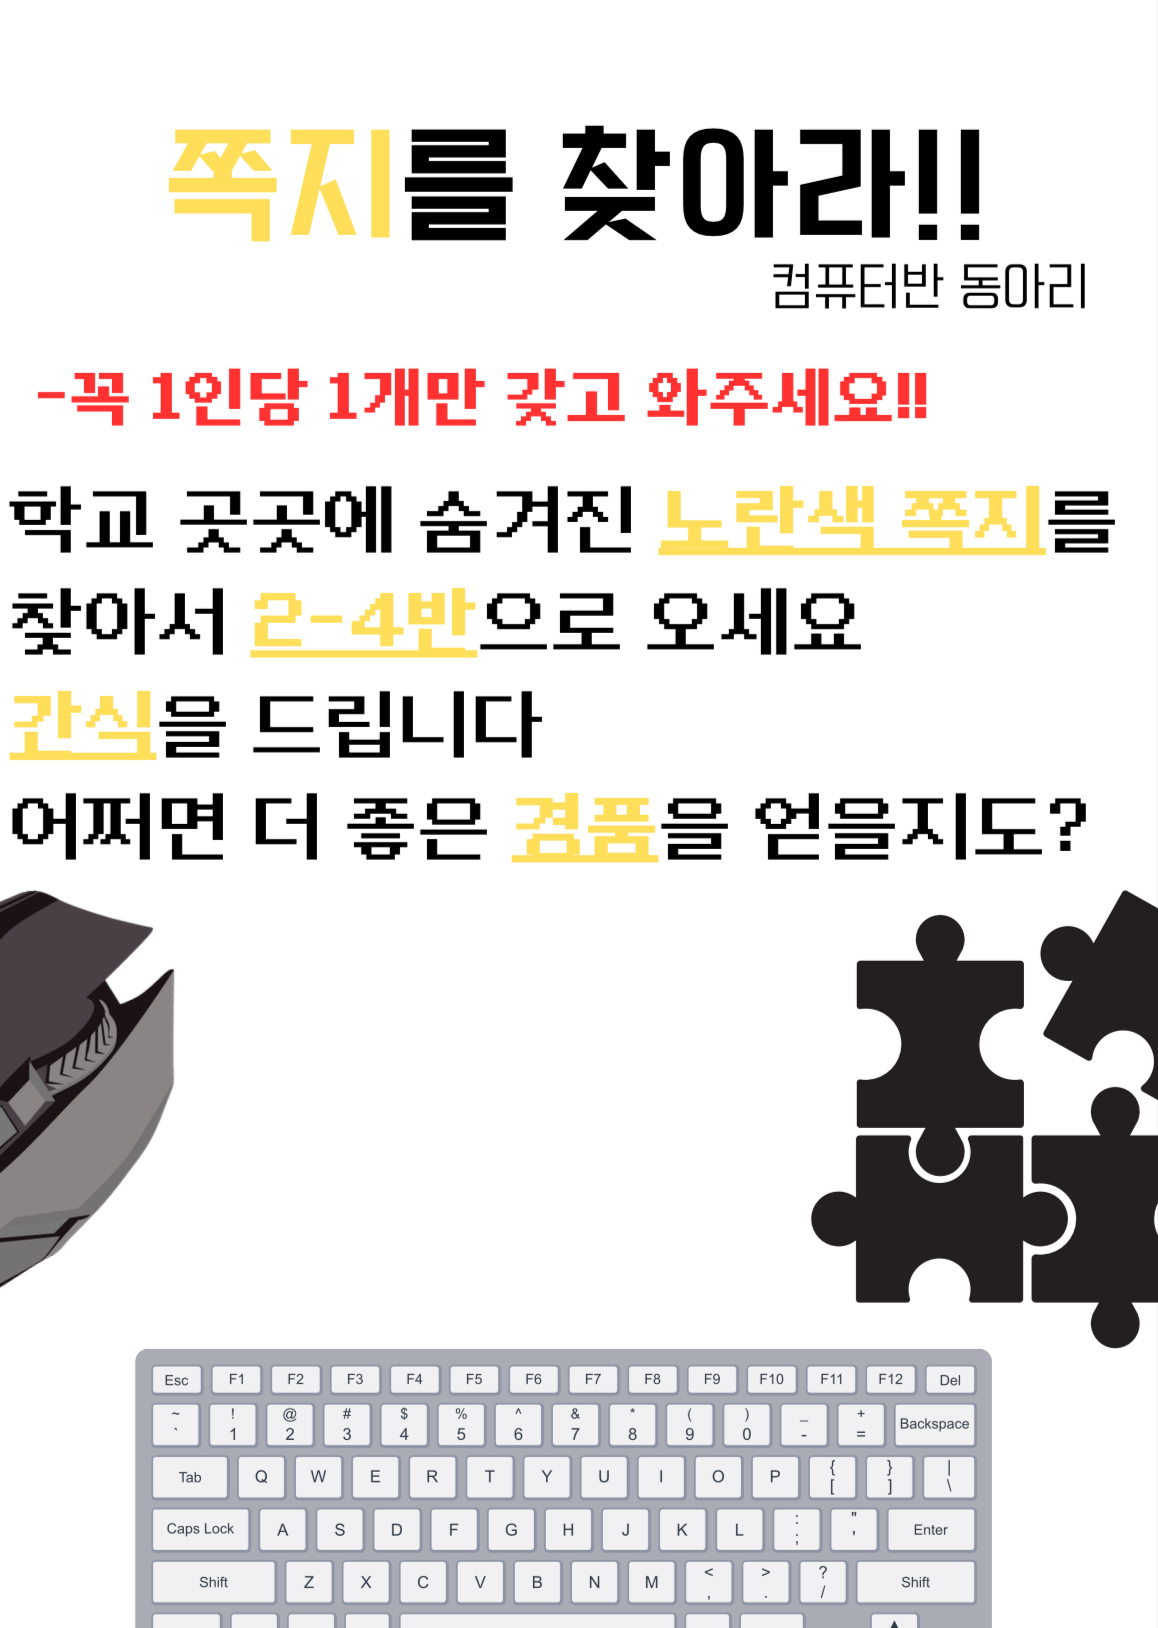 쪽지를 찾아라!!
컴퓨터반 동아리
-꼭 1인당 1개만 갖고 와주세요!!
학교 곳곳에 숨겨진 노란색 쪽지를
찾아서 2-4반으로 오세요
간식을 드립니다
어쩌면 더 좋은 경품을 얻을지도?
Esc F1 F2 F3 F4 F5 F6 F7 F8 F9 F10 F11 F12 Del
~ ! @ # $ % ^ & * ( ) _ +
` 1 2 3 4 5 6 7 8 9 0 - = Backspace
Tab Q W E R T Y U I O P { } |
[ ] \
Caps Lock A S D F G H J K L : " Enter
; '
Shift Z X C V B N M < > ? Shift
, . /